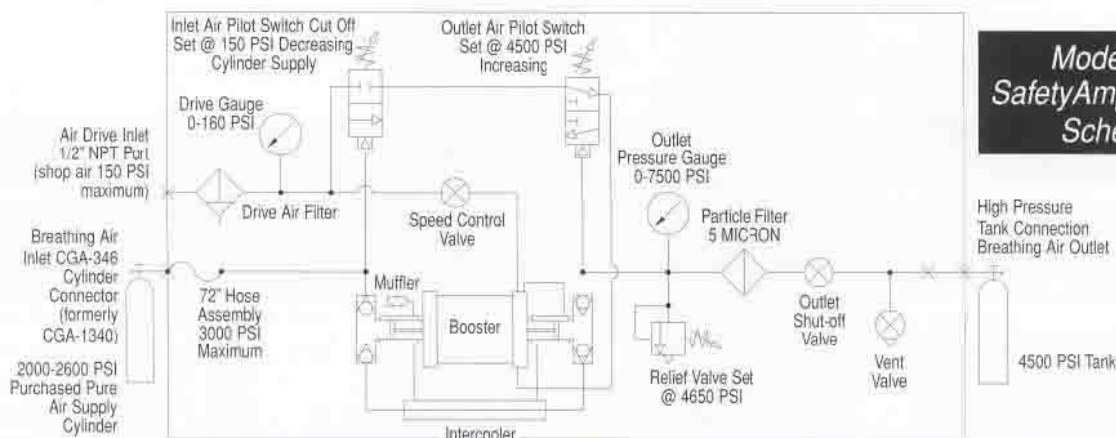 Inlet Air Pilot Switch Cut Off
Set @ 150 PSI Decreasing
Cylinder Supply
Outlet Air Pilot Switch
Set @ 4500 PSI
Increasing
Drive Gauge
0-160 PSI
Air Drive Inlet
1/2" NPT Port
(shop air 150 PSI
maximum)
Drive Air Filter
Speed Control
Valve
Outlet
Pressure Gauge
0-7500 PSI
Particle Filter
5 MICRON
High Pressure
Tank Connection
Breathing Air Outlet
Breathing Air
Inlet CGA-346
Cylinder
Connector
(formerly
CGA-1340)
72" Hose
Assembly
3000 PSI
Maximum
Muffler
Booster
Outlet
Shut-off
Valve
Vent
Valve
Relief Valve Set
@ 4650 PSI
4500 PSI Tank
2000-2600 PSI
Purchased Pure
Air Supply
Cylinder
Intercooler